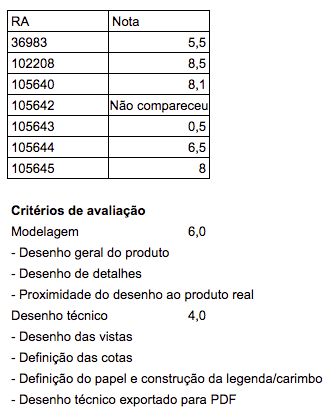 RA Nota
36983 5,5
102208 8,5
105640 8,1
105642 Não compareceu
105643 0,5
105644 6,5
105645 8
Critérios de avaliação
Modelagem 6,0
- Desenho geral do produto
- Desenho de detalhes
- Proximidade do desenho ao produto real
Desenho técnico 4,0
- Desenho das vistas
- Definição das cotas
- Definição do papel e construção da legenda/carimbo
- Desenho técnico exportado para PDF